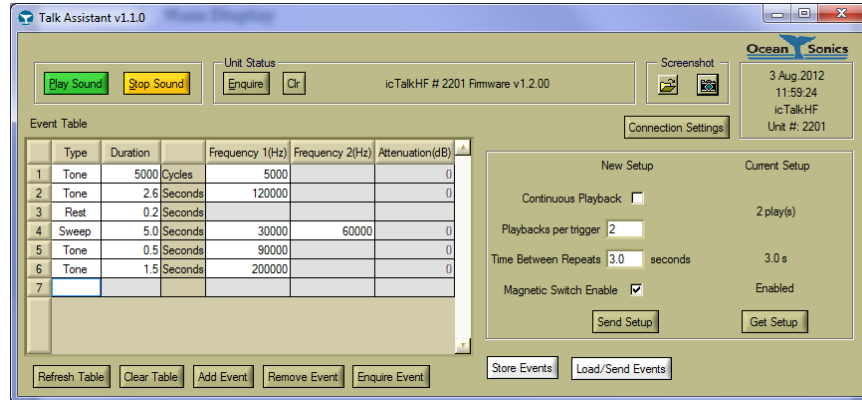 Talk Assistant v1.1.0
Ocean Sonics
Play Sound Stop Sound
Unit Status
Enquire Clr icTalkHF # 2201 Firmware v1.2.00
Screenshot
3 Aug.2012
11:59:24
icTalkHF
Unit #: 2201
Connection Settings
Event Table
Type Duration Frequency 1(Hz) Frequency 2(Hz) Attenuation(dB)
1 Tone 5000 Cycles 5000 0
2 Tone 2.6 Seconds 120000 0
3 Rest 0.2 Seconds
4 Sweep 5.0 Seconds 30000 60000 0
5 Tone 0.5 Seconds 90000 0
6 Tone 1.5 Seconds 200000 0
7
Refresh Table Clear Table Add Event Remove Event Enquire Event
New Setup Current Setup
Continuous Playback
Playbacks per trigger 2 2 play(s)
Time Between Repeats 3.0 seconds 3.0 s
Magnetic Switch Enable Enabled
Send Setup Get Setup
Store Events Load/Send Events